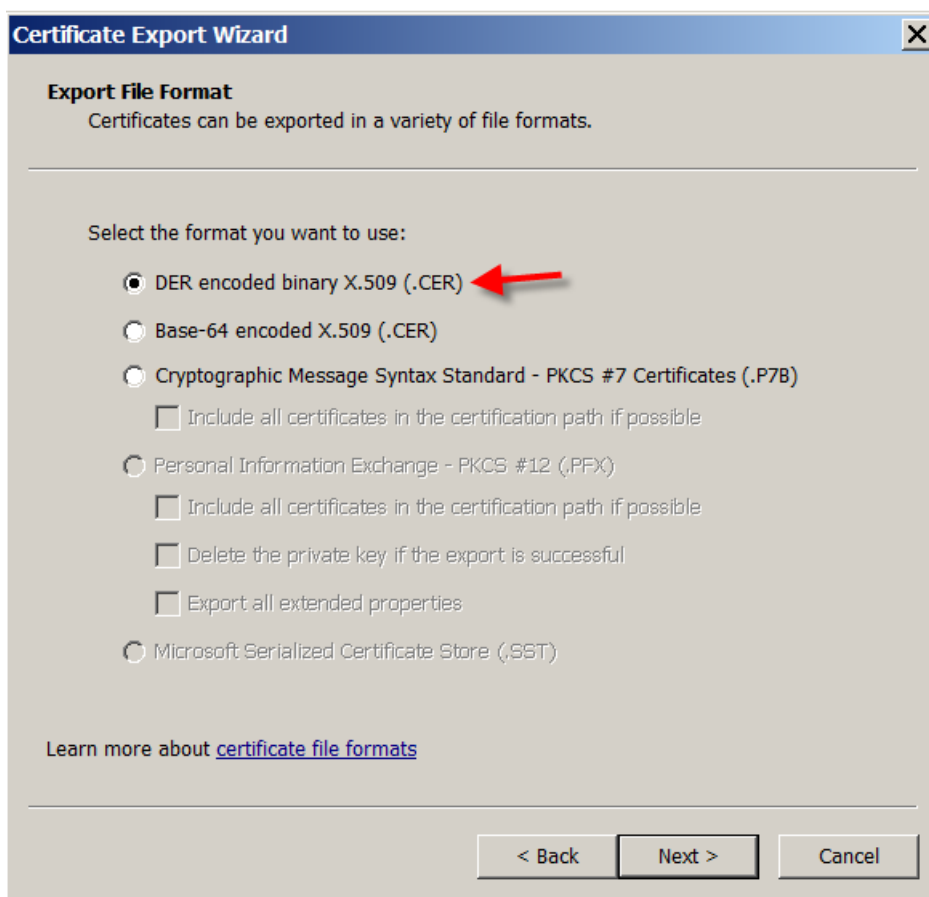 Certificate Export Wizard
Export File Format
Certificates can be exported in a variety of file formats.
Select the format you want to use:
DER encoded binary X.509 (.CER)
Base-64 encoded X.509 (.CER)
Cryptographic Message Syntax Standard - PKCS #7 Certificates (.P7B)
Include all certificates in the certification path if possible
Personal Information Exchange - PKCS #12 (.PFX)
Include all certificates in the certification path if possible
Delete the private key if the export is successful
Export all extended properties
Microsoft Serialized Certificate Store (.SST)
Learn more about certificate file formats
< Back Next > Cancel